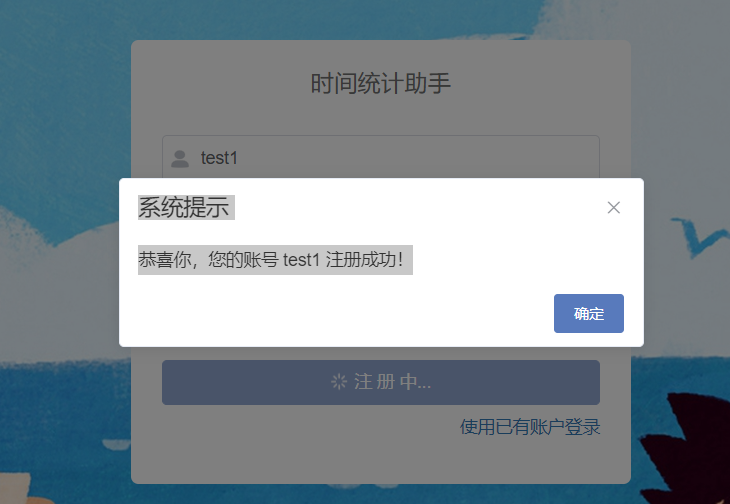 时间统计助手
test1
系统提示
恭喜你，您的账号 test1 注册成功！
确定
注 册 中...
使用已有账户登录